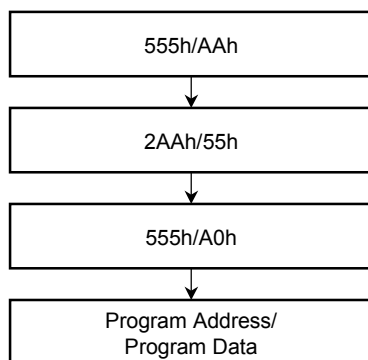 555h/AAh
2AAh/55h
555h/A0h
Program Address/
Program Data